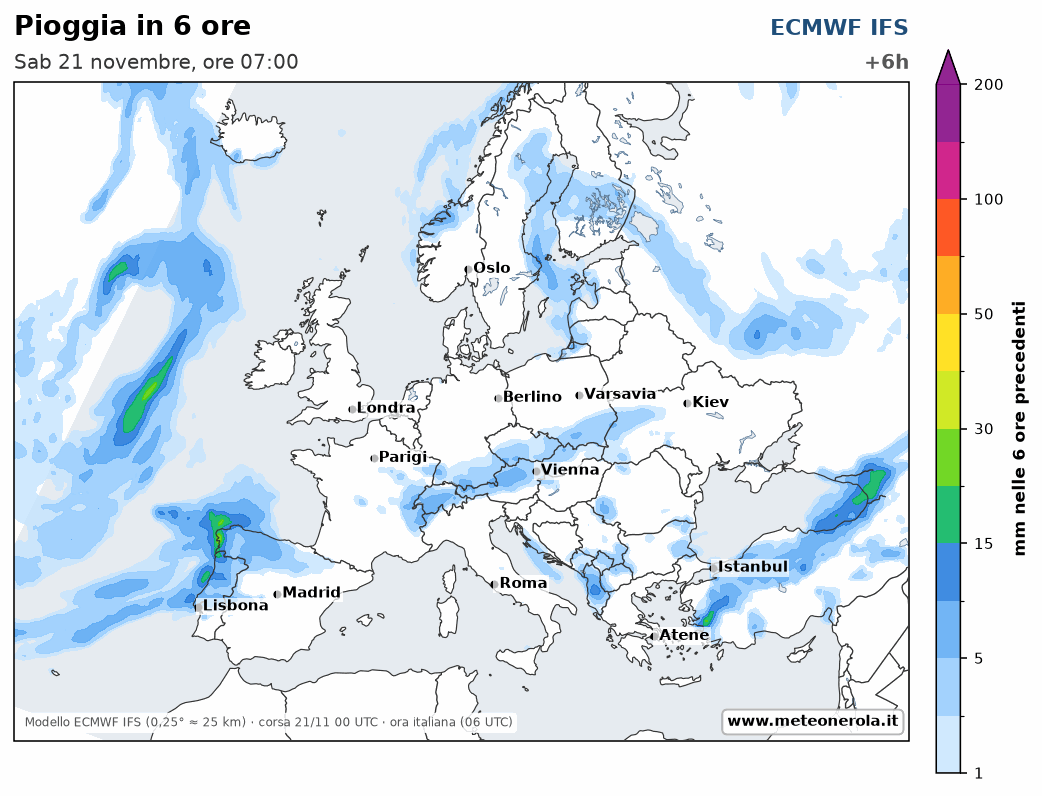 Pioggia in 6 ore
ECMWF IFS
Sab 21 novembre, ore 07:00
+6h
200
100
50
30
15
5
1
mm nelle 6 ore precedenti
Oslo
Berlino
Varsavia
Kiev
Londra
Parigi
Vienna
Istanbul
Roma
Madrid
Lisbona
Atene
Modello ECMWF IFS (0,25° ≈ 25 km) · corsa 21/11 00 UTC · ora italiana (06 UTC)
www.meteonerola.it